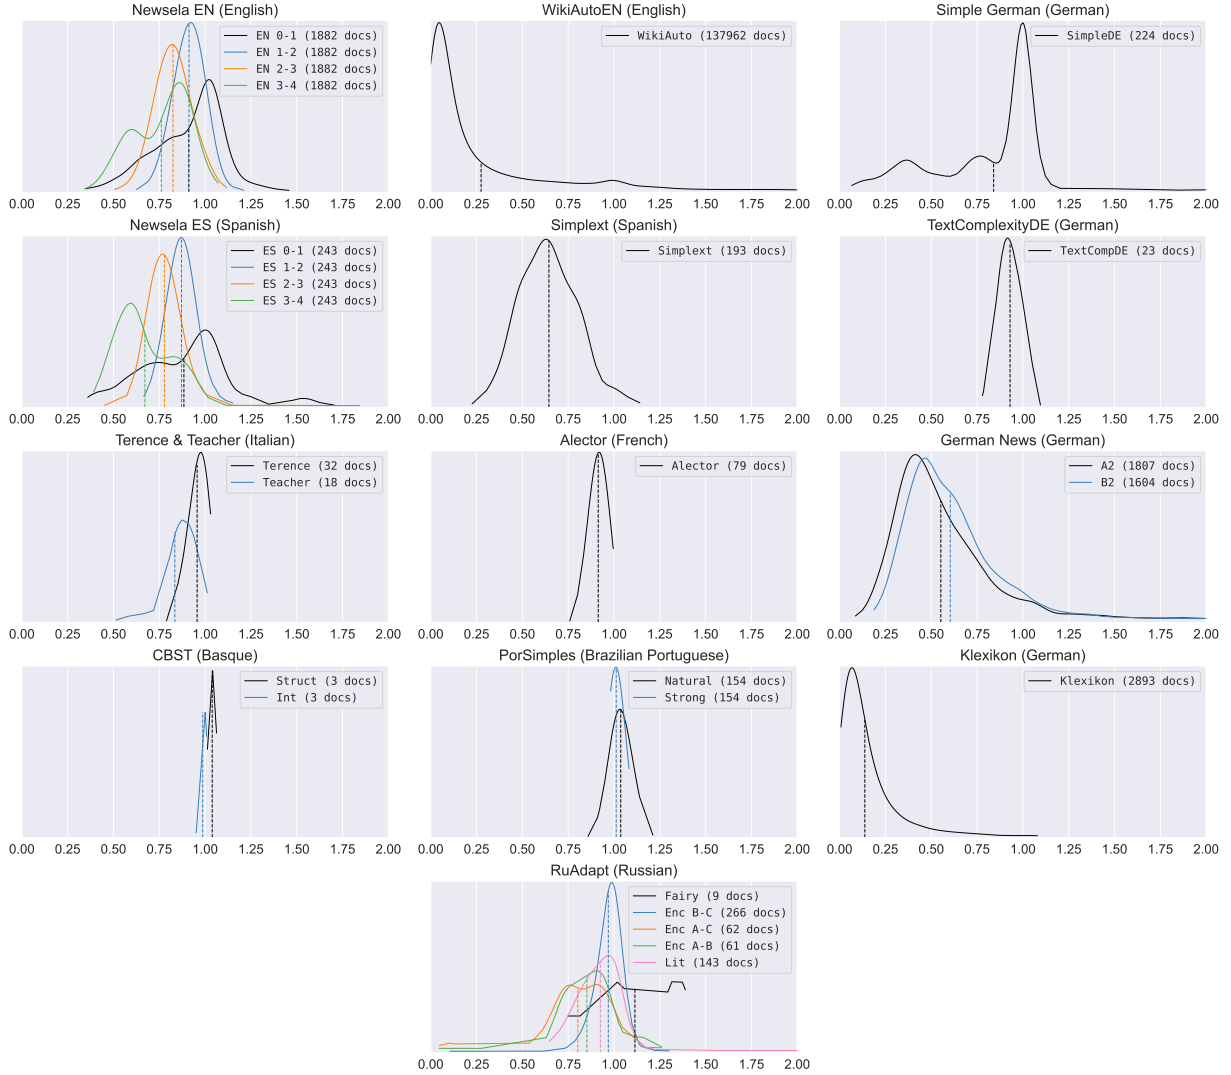 Newsela EN (English)
EN 0-1 (1882 docs)
EN 1-2 (1882 docs)
EN 2-3 (1882 docs)
EN 3-4 (1882 docs)
0.00 0.25 0.50 0.75 1.00 1.25 1.50 1.75 2.00
WikiAutoEN (English)
WikiAuto (137962 docs)
0.00 0.25 0.50 0.75 1.00 1.25 1.50 1.75 2.00
Simple German (German)
SimpleDE (224 docs)
0.00 0.25 0.50 0.75 1.00 1.25 1.50 1.75 2.00
Newsela ES (Spanish)
ES 0-1 (243 docs)
ES 1-2 (243 docs)
ES 2-3 (243 docs)
ES 3-4 (243 docs)
0.00 0.25 0.50 0.75 1.00 1.25 1.50 1.75 2.00
Simplext (Spanish)
Simplext (193 docs)
0.00 0.25 0.50 0.75 1.00 1.25 1.50 1.75 2.00
TextComplexityDE (German)
TextCompDE (23 docs)
0.00 0.25 0.50 0.75 1.00 1.25 1.50 1.75 2.00
Terence & Teacher (Italian)
Terence (32 docs)
Teacher (18 docs)
0.00 0.25 0.50 0.75 1.00 1.25 1.50 1.75 2.00
Alector (French)
Alector (79 docs)
0.00 0.25 0.50 0.75 1.00 1.25 1.50 1.75 2.00
German News (German)
A2 (1807 docs)
B2 (1604 docs)
0.00 0.25 0.50 0.75 1.00 1.25 1.50 1.75 2.00
CBST (Basque)
Struct (3 docs)
Int (3 docs)
0.00 0.25 0.50 0.75 1.00 1.25 1.50 1.75 2.00
PorSimples (Brazilian Portuguese)
Natural (154 docs)
Strong (154 docs)
0.00 0.25 0.50 0.75 1.00 1.25 1.50 1.75 2.00
Klexikon (German)
Klexikon (2893 docs)
0.00 0.25 0.50 0.75 1.00 1.25 1.50 1.75 2.00
RuAdapt (Russian)
Fairy (9 docs)
Enc B-C (266 docs)
Enc A-C (62 docs)
Enc A-B (61 docs)
Lit (143 docs)
0.00 0.25 0.50 0.75 1.00 1.25 1.50 1.75 2.00